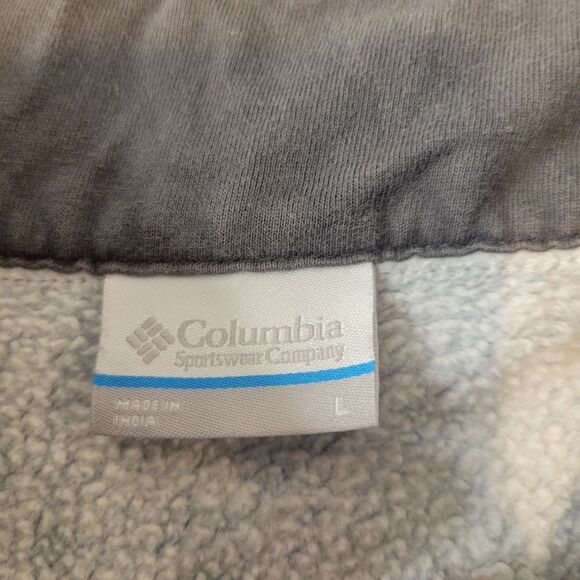 Columbia
Sportswear Company
MADE IN
INDIA
L